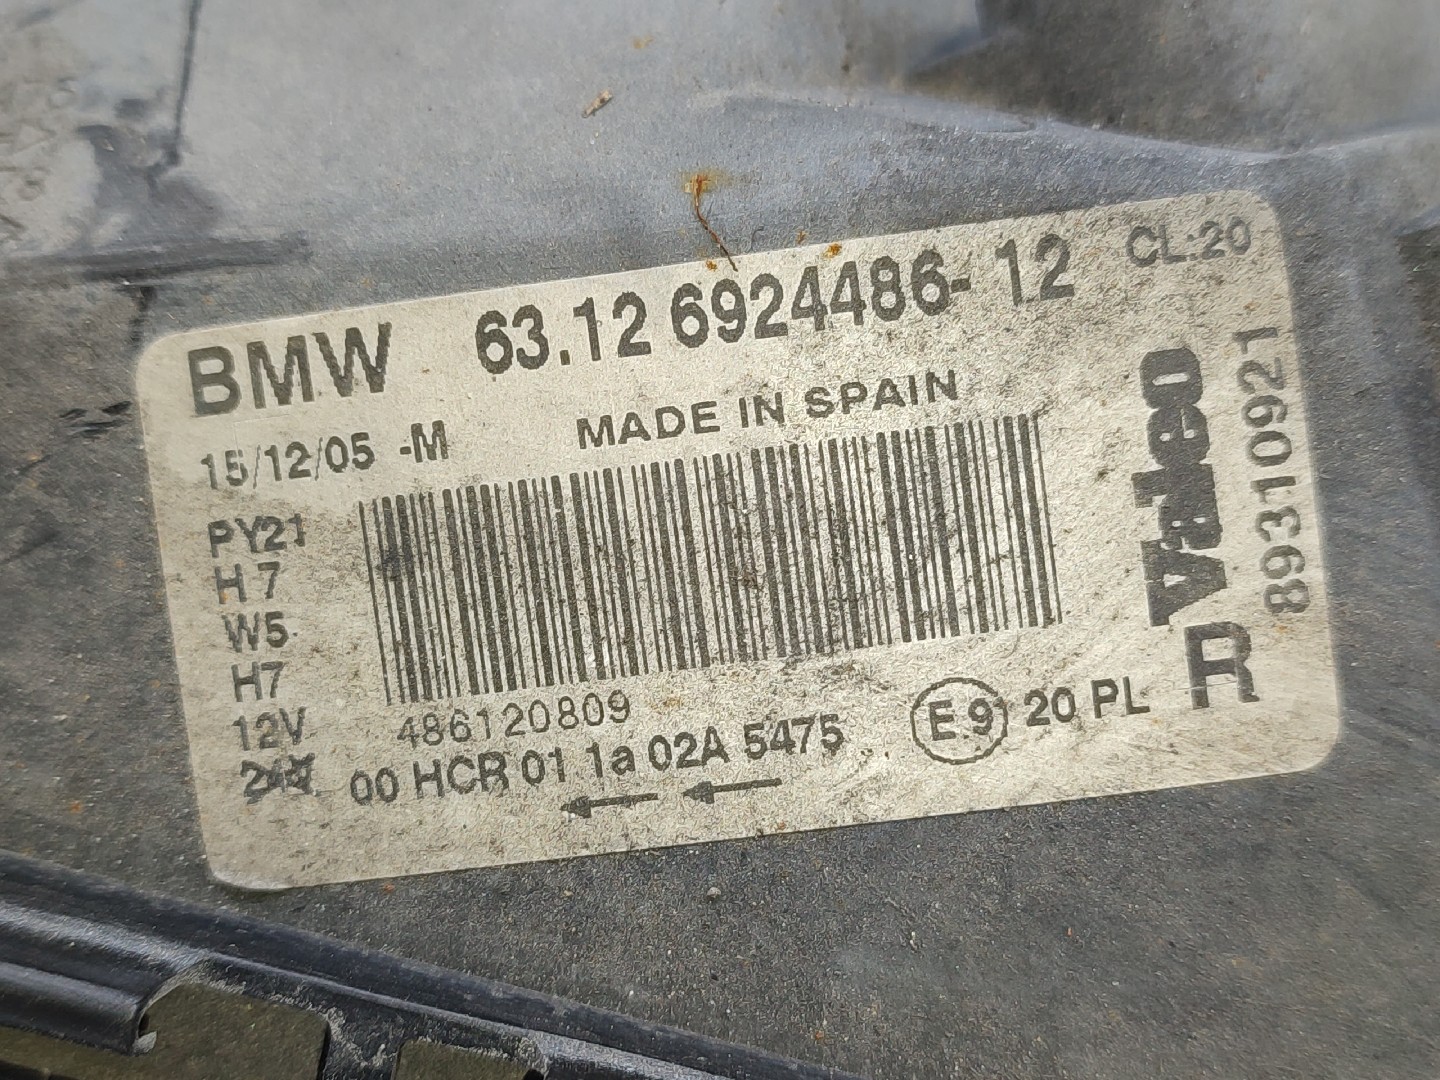 CL:20
BMW 63.12 6924486-12
MADE IN SPAIN
15/12/05 -M
PY21
H7
W5
H7
12V
486120809
00 HCR 01 1a 02A 5475
E9 20 PL
R
Valeo
89310921